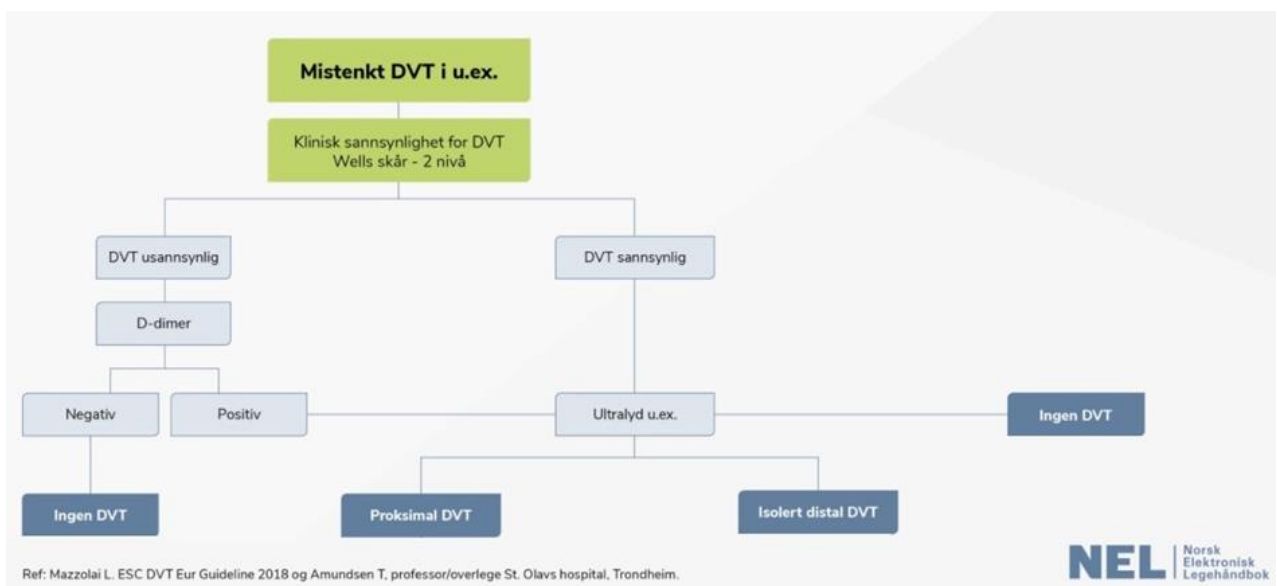 Mistenkt DVT i u.ex.
Klinisk sannsynlighet for DVT
Wells skår - 2 nivå
DVT usannsynlig
DVT sannsynlig
D-dimer
Negativ
Positiv
Ultralyd u.ex.
Ingen DVT
Ingen DVT
Proksimal DVT
Isolert distal DVT
Ref: Mazzolai L. ESC DVT Eur Guideline 2018 og Amundsen T, professor/overlege St. Olavs hospital, Trondheim.
NEL
Norsk
Elektronisk
Legehåndbok